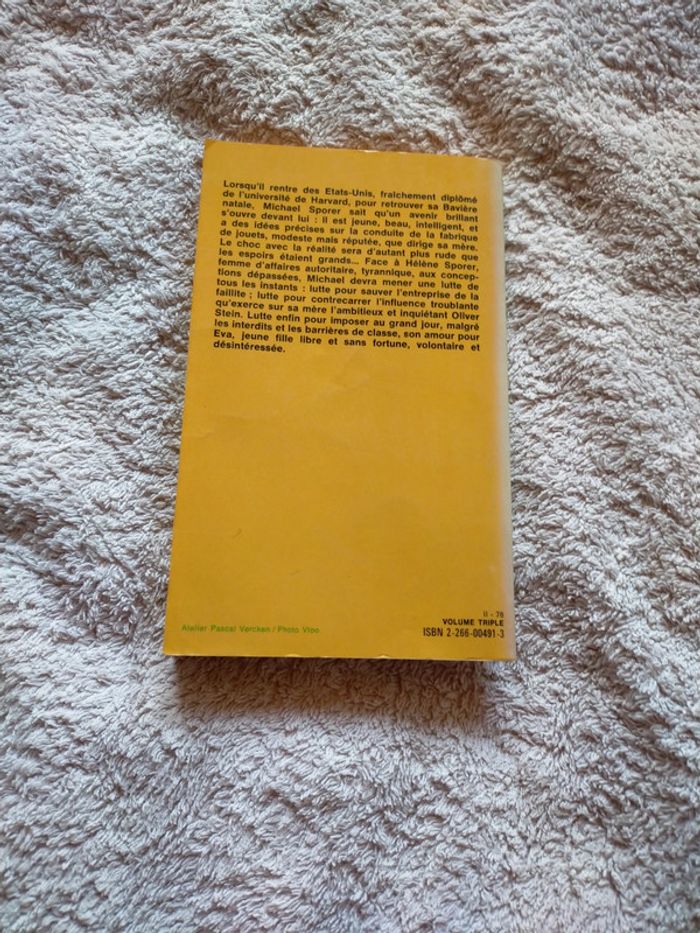 Lorsqu'il rentre des Etats-Unis, fraîchement diplômé
de l'université de Harvard, pour retrouver sa Bavière
natale, Michael Sporer sait qu'un avenir brillant
s'ouvre devant lui : Il est jeune, beau, intelligent, et
a des idées précises sur la conduite de la fabrique
de jouets, modeste mais réputée, que dirige sa mère.
Le choc avec la réalité sera d'autant plus rude que
les espoirs étaient grands... Face à Hélène Sporer,
femme d'affaires autoritaire, tyrannique, aux concep-
tions dépassées, Michael devra mener une lutte de
tous les instants : lutte pour sauver l'entreprise de la
faillite ; lutte pour contrecarrer l'influence troublante
qu'exerce sur sa mère l'ambitieux et inquiétant Oliver
Stein. Lutte enfin pour imposer au grand jour, malgré
les interdits et les barrières de classe, son amour pour
Eva, jeune fille libre et sans fortune, volontaire et
désintéressée.
II - 78
VOLUME TRIPLE
Atelier Pascal Vercken / Photo Vloo
ISBN 2-266-00491-3